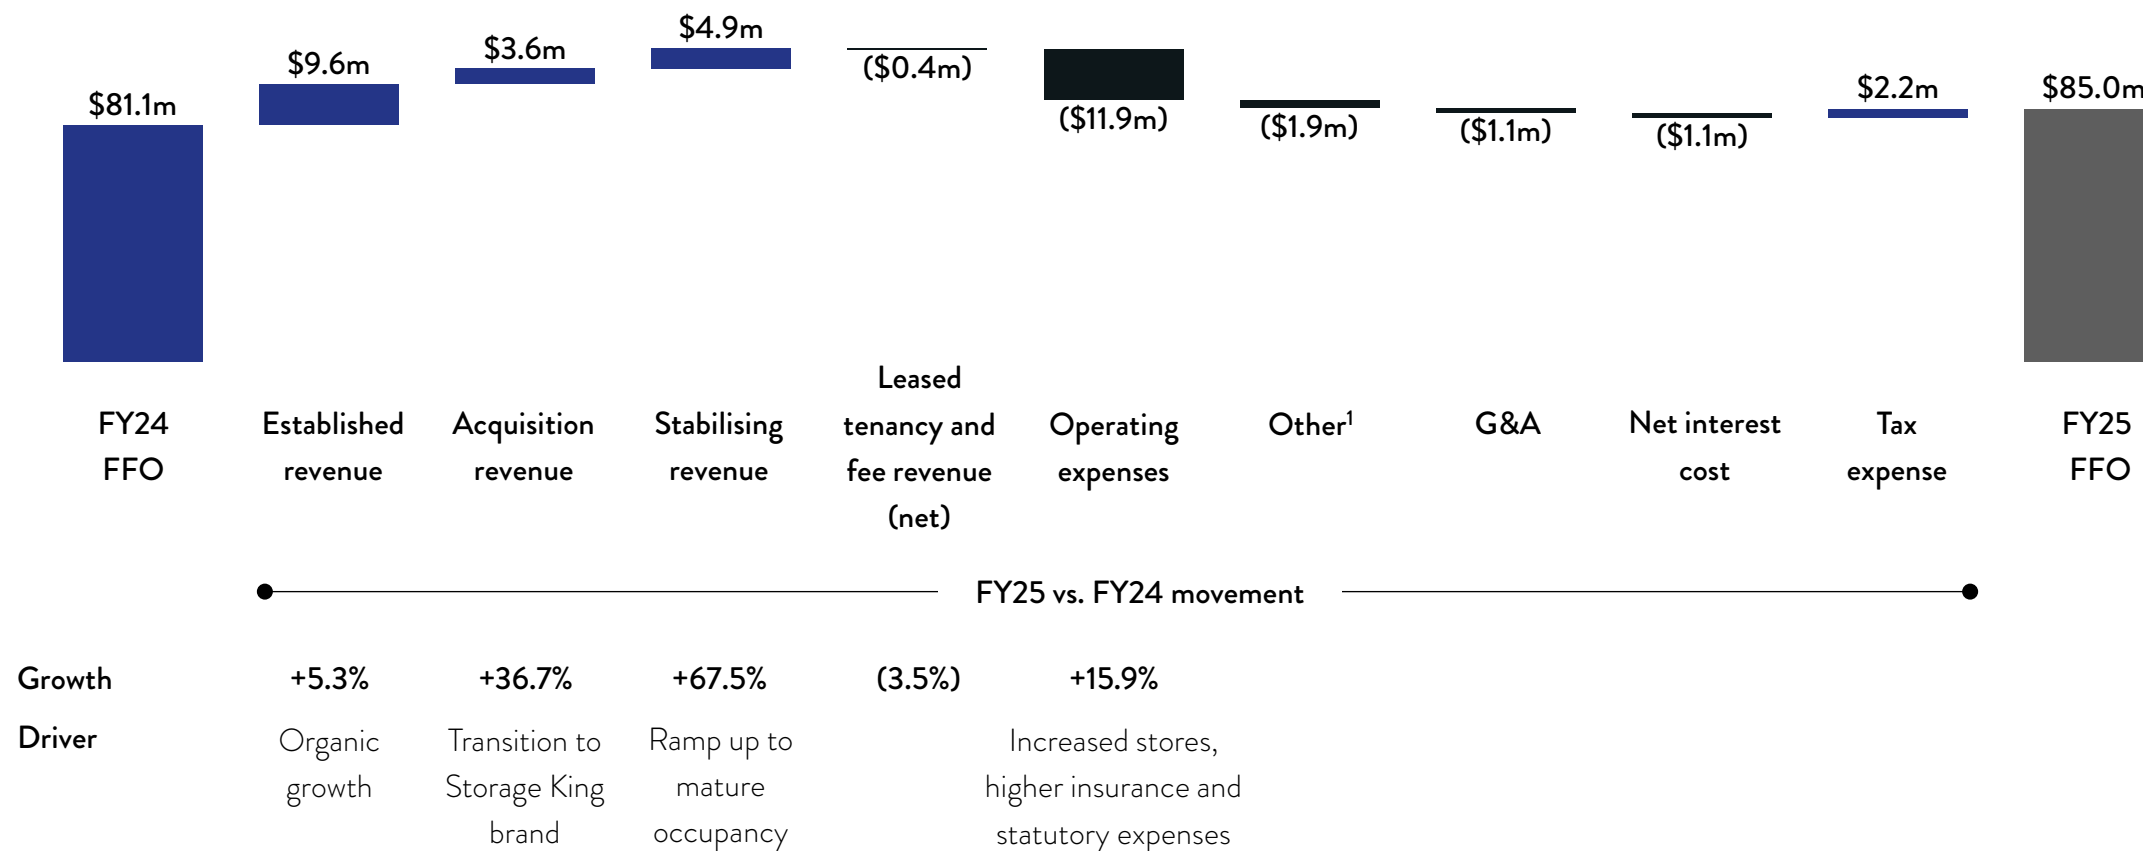 $81.1m
$9.6m
$3.6m
$4.9m
($0.4m)
($11.9m)
($1.9m)
($1.1m)
($1.1m)
$2.2m
$85.0m
FY24
FFO
Established
revenue
Acquisition
revenue
Stabilising
revenue
Leased
tenancy and
fee revenue
(net)
Operating
expenses
Other¹
G&A
Net interest
cost
Tax
expense
FY25
FFO
FY25 vs. FY24 movement
Growth
+5.3%
+36.7%
+67.5%
(3.5%)
+15.9%
Driver
Organic
growth
Transition to
Storage King
brand
Ramp up to
mature
occupancy
Increased stores,
higher insurance and
statutory expenses